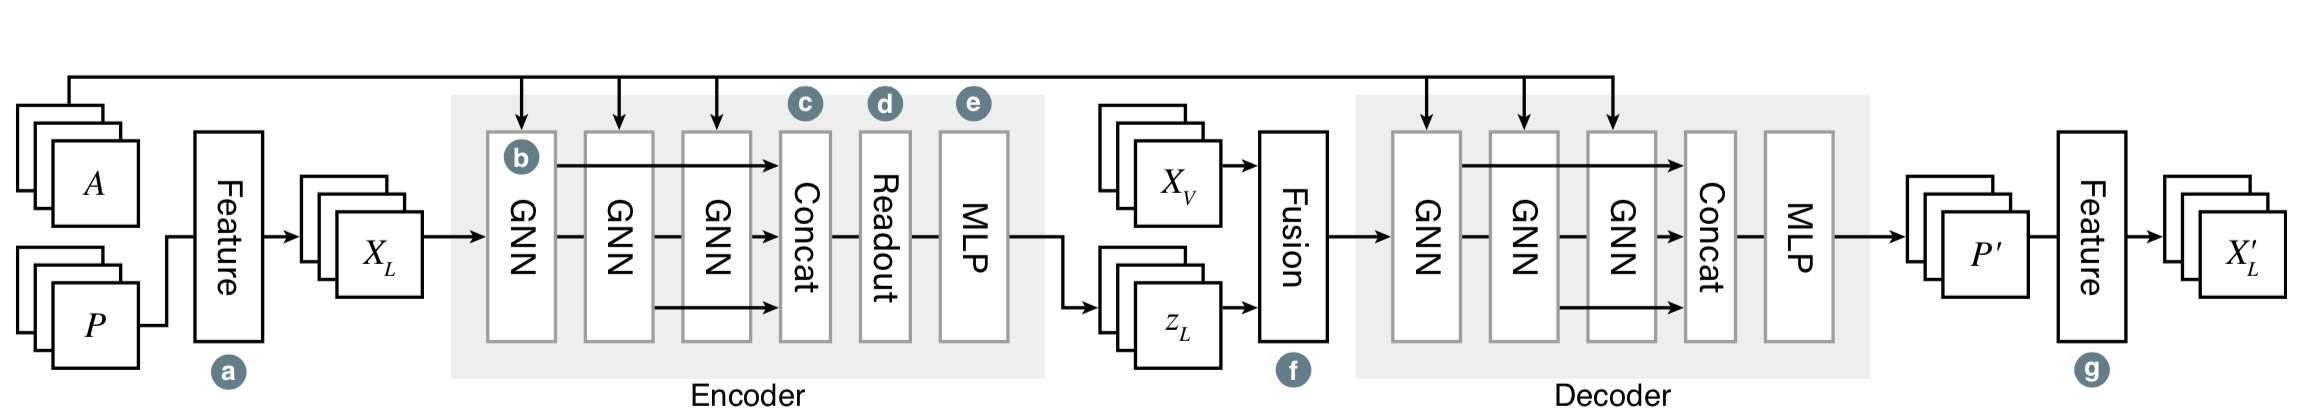 A
P
Feature
a
X_L
b
GNN
GNN
GNN
c
Concat
d
Readout
e
MLP
Encoder
X_V
z_L
Fusion
f
GNN
GNN
GNN
Concat
MLP
Decoder
P′
Feature
g
X′_L